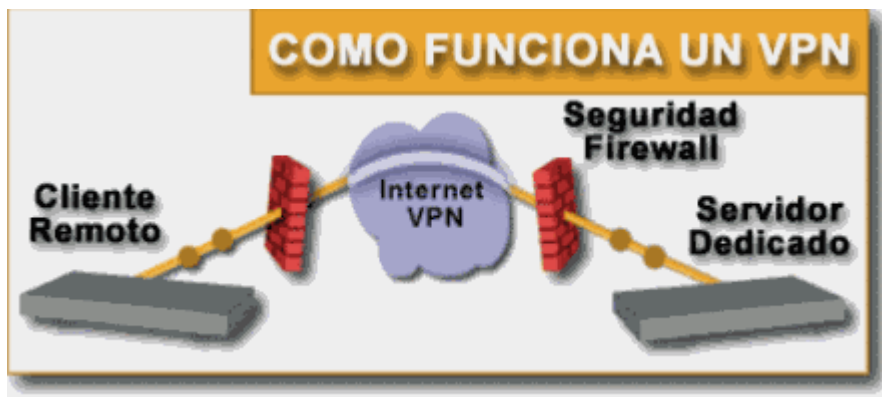 COMO FUNCIONA UN VPN
Seguridad
Firewall
Internet
VPN
Cliente
Remoto
Servidor
Dedicado